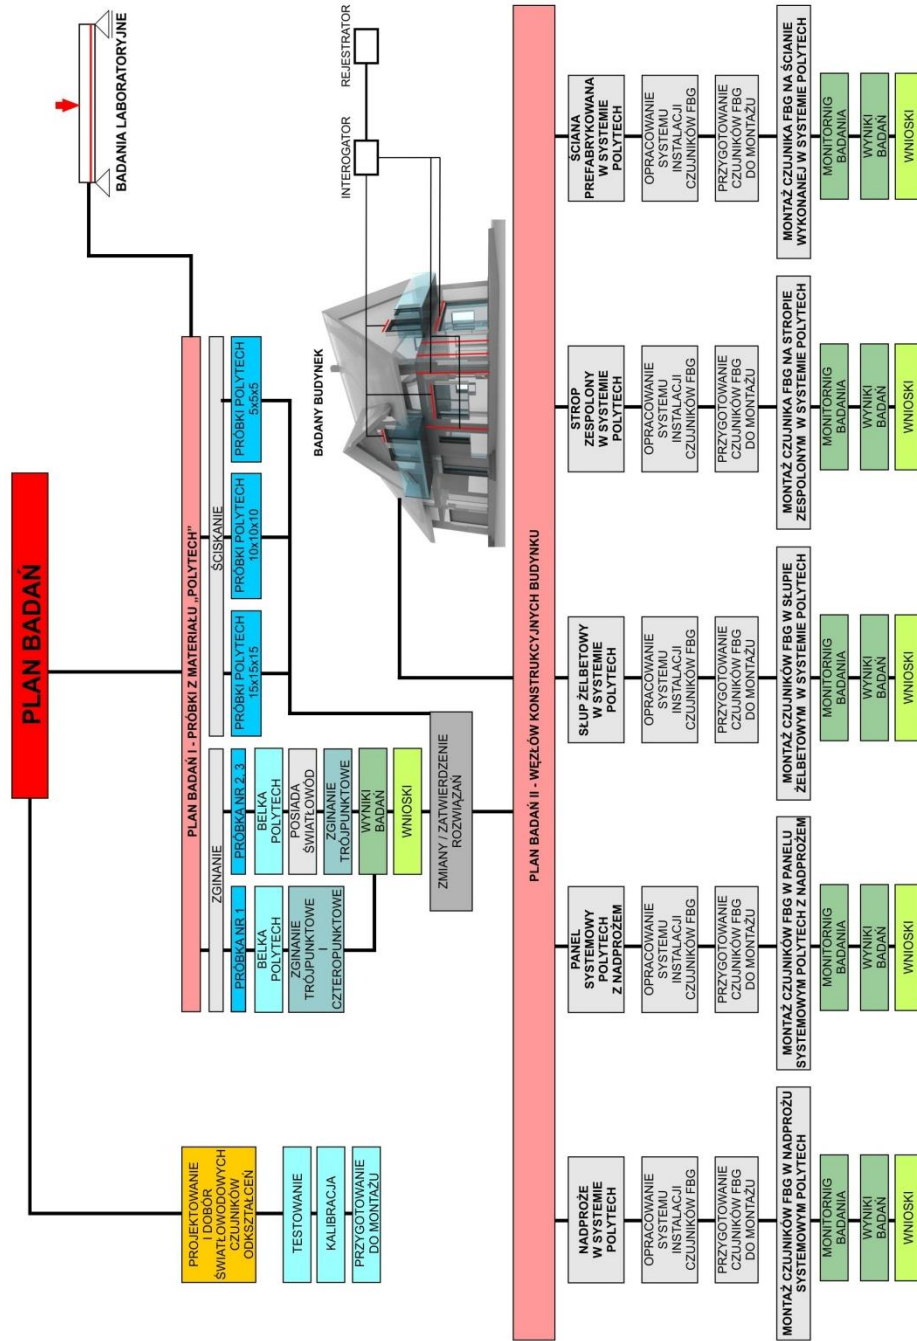 PLAN BADAŃ
PROJEKTOWANIE
I DOBÓR
ŚWIATŁOWODOWYCH
CZUJNIKÓW
ODKSZTAŁCEŃ
TESTOWANIE
KALIBRACJA
PRZYGOTOWANIE
DO MONTAŻU
PLAN BADAŃ I - PRÓBKI Z MATERIAŁU „POLYTECH”
ZGINANIE
PRÓBKA NR 1
BELKA
POLYTECH
ZGINANIE
TRÓJPUNKTOWE
I
CZTEROPUNKTOWE
PRÓBKA NR 2, 3
BELKA
POLYTECH
POSIADA
ŚWIATŁOWÓD
ZGINANIE
TRÓJPUNKTOWE
WYNIKI
BADAŃ
WNIOSKI
ŚCISKANIE
PRÓBKI POLYTECH
15x15x15
PRÓBKI POLYTECH
10x10x10
PRÓBKI POLYTECH
5x5x5
ZMIANY / ZATWIERDZENIE
ROZWIĄZAŃ
BADANIA LABORATORYJNE
BADANY BUDYNEK
INTEROGATOR
REJESTRATOR
PLAN BADAŃ II - WĘZŁÓW KONSTRUKCYJNYCH BUDYNKU
NADPROŻE
W SYSTEMIE
POLYTECH
OPRACOWANIE
SYSTEMU
INSTALACJI
CZUJNIKÓW FBG
PRZYGOTOWANIE
CZUJNIKÓW FBG
DO MONTAŻU
MONTAŻ CZUJNIKÓW FBG W NADPROŻU
SYSTEMOWYM POLYTECH
MONITORNIG
BADANIA
WYNIKI
BADAŃ
WNIOSKI
PANEL
SYSTEMOWY
POLYTECH
Z NADPROŻEM
OPRACOWANIE
SYSTEMU
INSTALACJI
CZUJNIKÓW FBG
PRZYGOTOWANIE
CZUJNIKÓW FBG
DO MONTAŻU
MONTAŻ CZUJNIKÓW FBG W PANELU
SYSTEMOWYM POLYTECH Z NADPROŻEM
MONITORNIG
BADANIA
WYNIKI
BADAŃ
WNIOSKI
SŁUP ŻELBETOWY
W SYSTEMIE
POLYTECH
OPRACOWANIE
SYSTEMU
INSTALACJI
CZUJNIKÓW FBG
PRZYGOTOWANIE
CZUJNIKÓW FBG
DO MONTAŻU
MONTAŻ CZUJNIKÓW FBG W SŁUPIE
ŻELBETOWYM W SYSTEMIE POLYTECH
MONITORNIG
BADANIA
WYNIKI
BADAŃ
WNIOSKI
STROP
ZESPOLONY
W SYSTEMIE
POLYTECH
OPRACOWANIE
SYSTEMU
INSTALACJI
CZUJNIKÓW FBG
PRZYGOTOWANIE
CZUJNIKÓW FBG
DO MONTAŻU
MONTAŻ CZUJNIKA FBG NA STROPIE
ZESPOLONYM W SYSTEMIE POLYTECH
MONITORNIG
BADANIA
WYNIKI
BADAŃ
WNIOSKI
ŚCIANA
PREFABRYKOWANA
W SYSTEMIE
POLYTECH
OPRACOWANIE
SYSTEMU
INSTALACJI
CZUJNIKÓW FBG
PRZYGOTOWANIE
CZUJNIKÓW FBG
DO MONTAŻU
MONTAŻ CZUJNIKA FBG NA ŚCIANIE
WYKONANEJ W SYSTEMIE POLYTECH
MONITORNIG
BADANIA
WYNIKI
BADAŃ
WNIOSKI